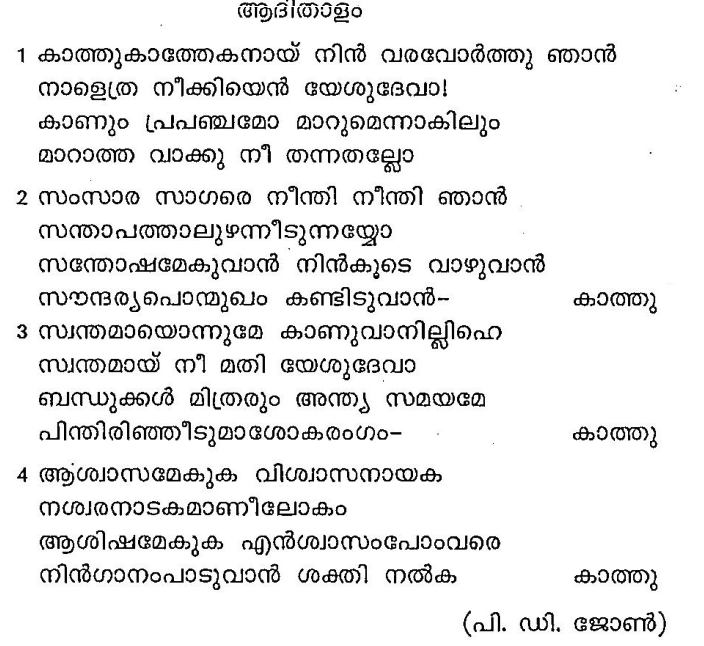 ആദിതാളം
1 കാത്തുകാത്തേകനായ് നിൻ വരവോർത്തു ഞാൻ
നാളെത്ര നീക്കിയെൻ യേശുദേവാ!
കാണും പ്രപഞ്ചമോ മാറുമെന്നാകിലും
മാറാത്ത വാക്കു നീ തന്നതല്ലോ
2 സംസാര സാഗരെ നീന്തി നീന്തി ഞാൻ
സന്താപത്താലുഴന്നീടുന്നയ്യോ
സന്തോഷമേകുവാൻ നിൻകൂടെ വാഴുവാൻ
സൗന്ദര്യപൊന്മുഖം കണ്ടിടുവാൻ– കാത്തു
3 സ്വന്തമായൊന്നുമേ കാണുവാനില്ലിഹെ
സ്വന്തമായ് നീ മതി യേശുദേവാ
ബന്ധുക്കൾ മിത്രരും അന്ത്യ സമയമേ
പിന്തിരിഞ്ഞീടുമാശോകരംഗം– കാത്തു
4 ആശ്വാസമേകുക വിശ്വാസനായക
നശ്വരനാടകമാണീലോകം
ആശിഷമേകുക എൻശ്വാസംപോംവരെ
നിൻഗാനംപാടുവാൻ ശക്തി നൽക കാത്തു
(പി. ഡി. ജോൺ)